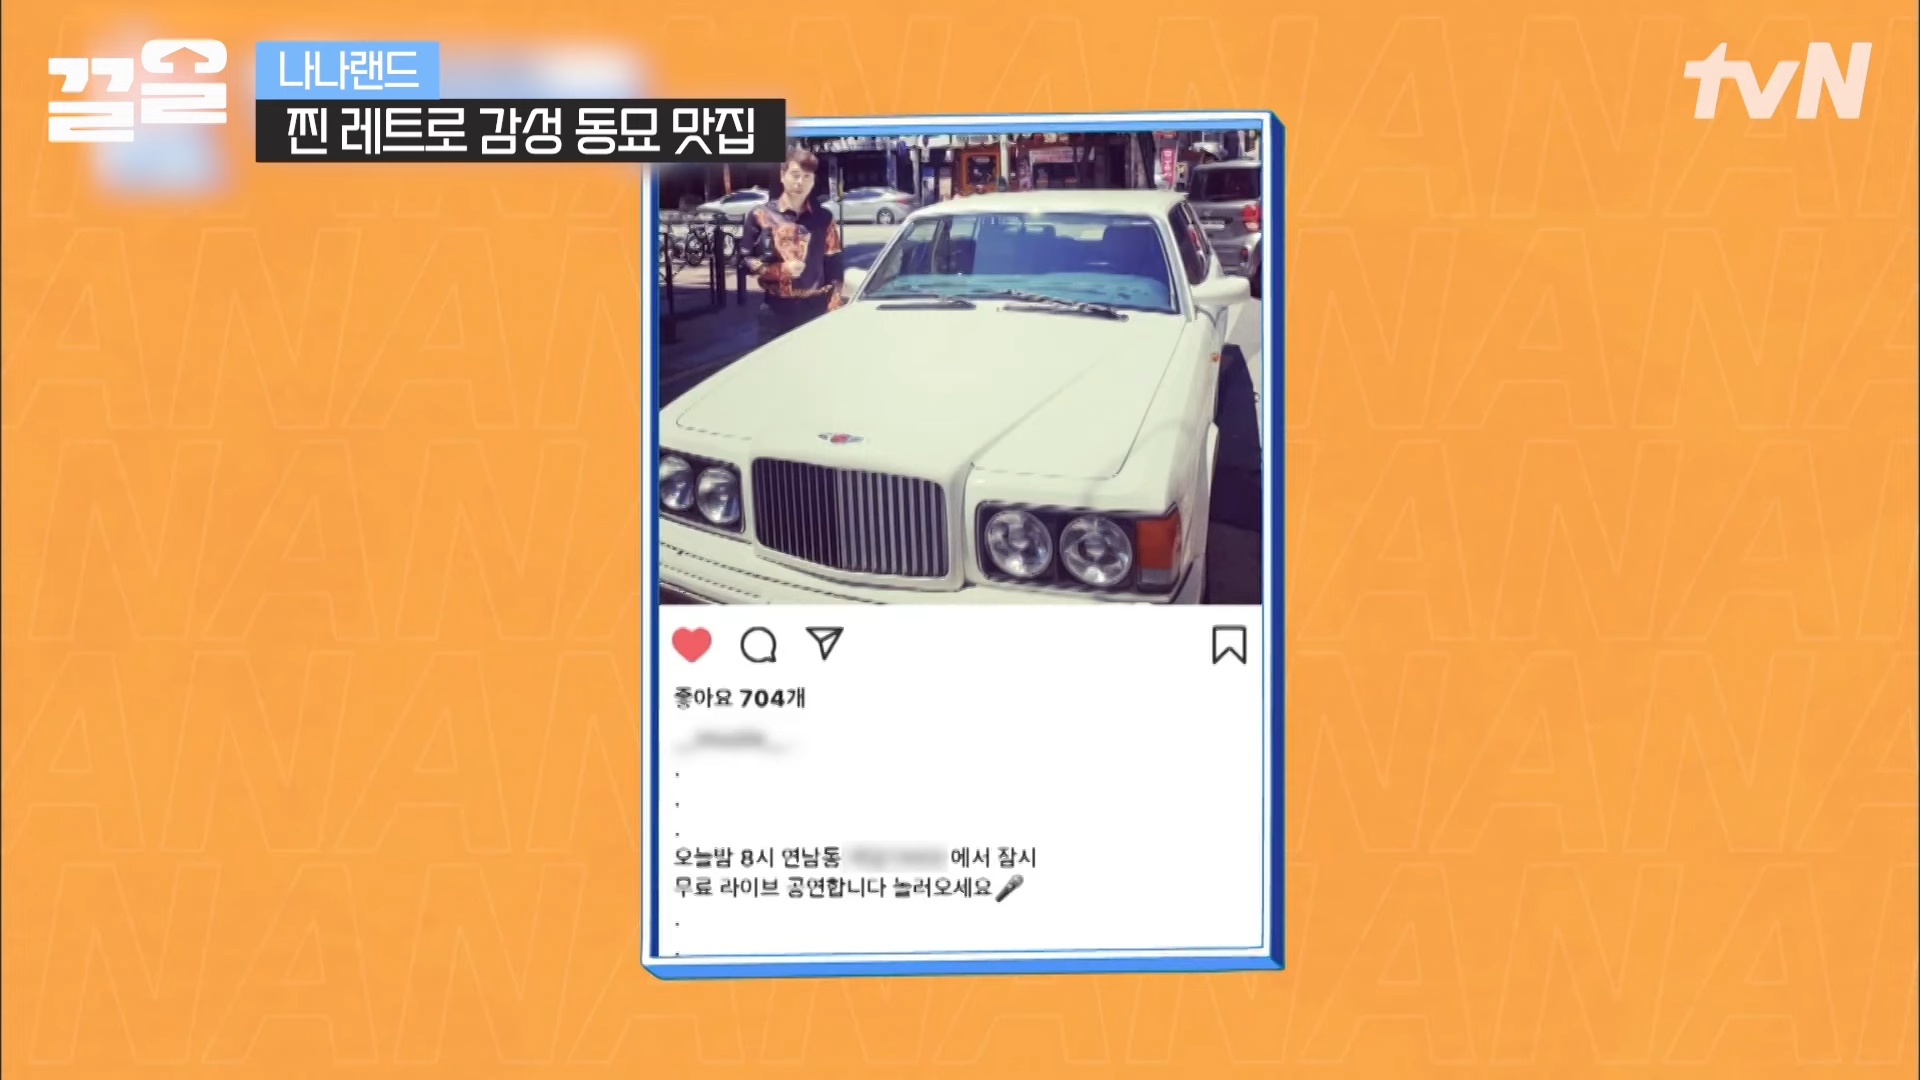 끌올
나나랜드
찐 레트로 감성 동묘 맛집
tvN
좋아요 704개
.
.
.
오늘밤 8시 연남동 에서 잠시
무료 라이브 공연합니다 놀러오세요🎤
.
.